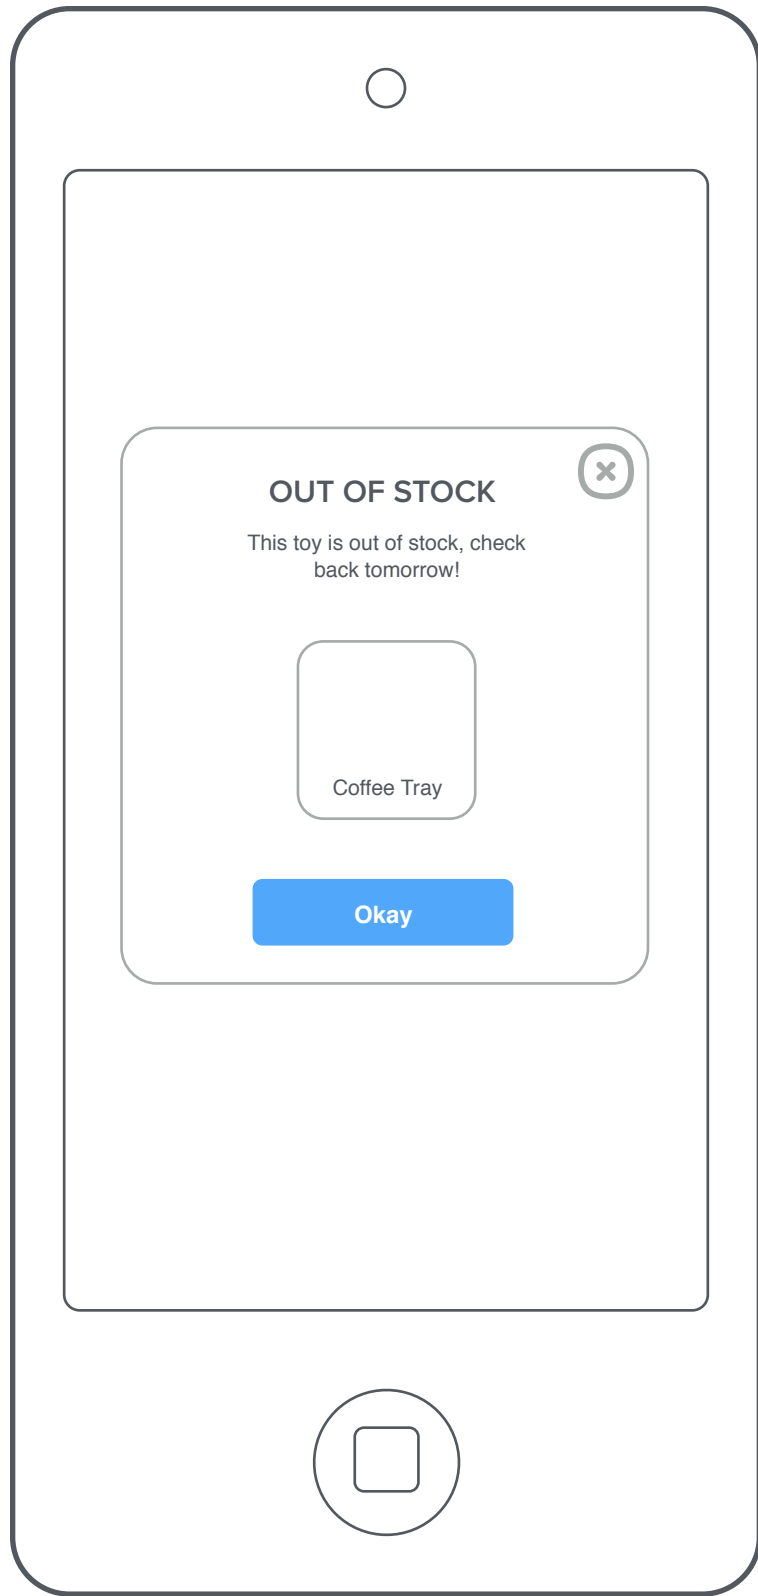 OUT OF STOCK
This toy is out of stock, check
back tomorrow!
Coffee Tray
Okay